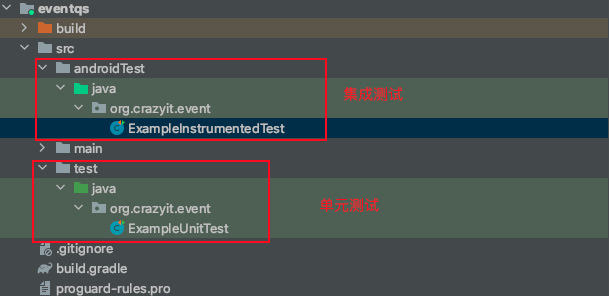 eventqs
build
src
androidTest
java
集成测试
org.crazyit.event
ExampleInstrumentedTest
main
test
java
org.crazyit.event
单元测试
ExampleUnitTest
.gitignore
build.gradle
proguard-rules.pro